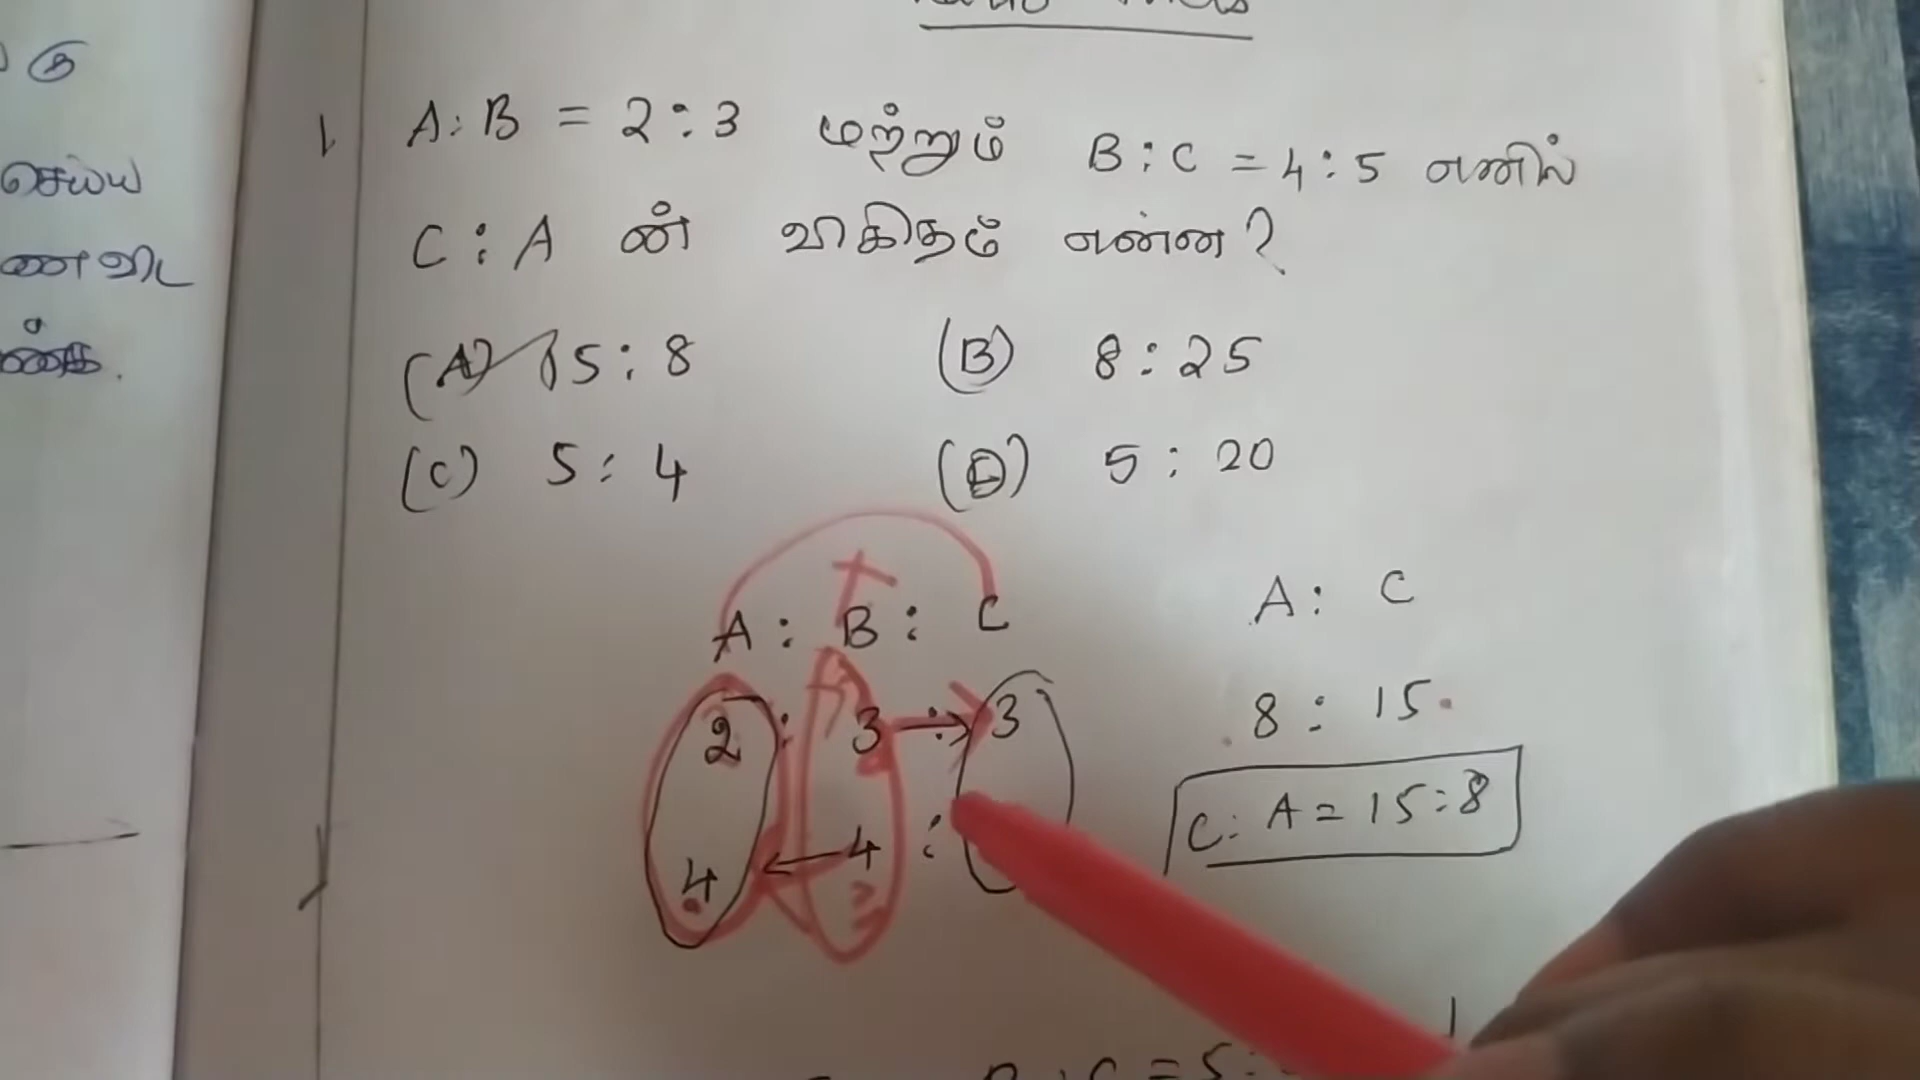 கு
செய்ய
1. A : B = 2 : 3 மற்றும் B : C = 4 : 5 எனில்
C : A ன் விகிதம் என்ன?
(A) 15 : 8 (B) 8 : 25
(C) 5 : 4 (D) 5 : 20
A : B : C
A : C
2 : 3 → : 3
8 : 15
4 ← 4 :
C : A = 15 : 8